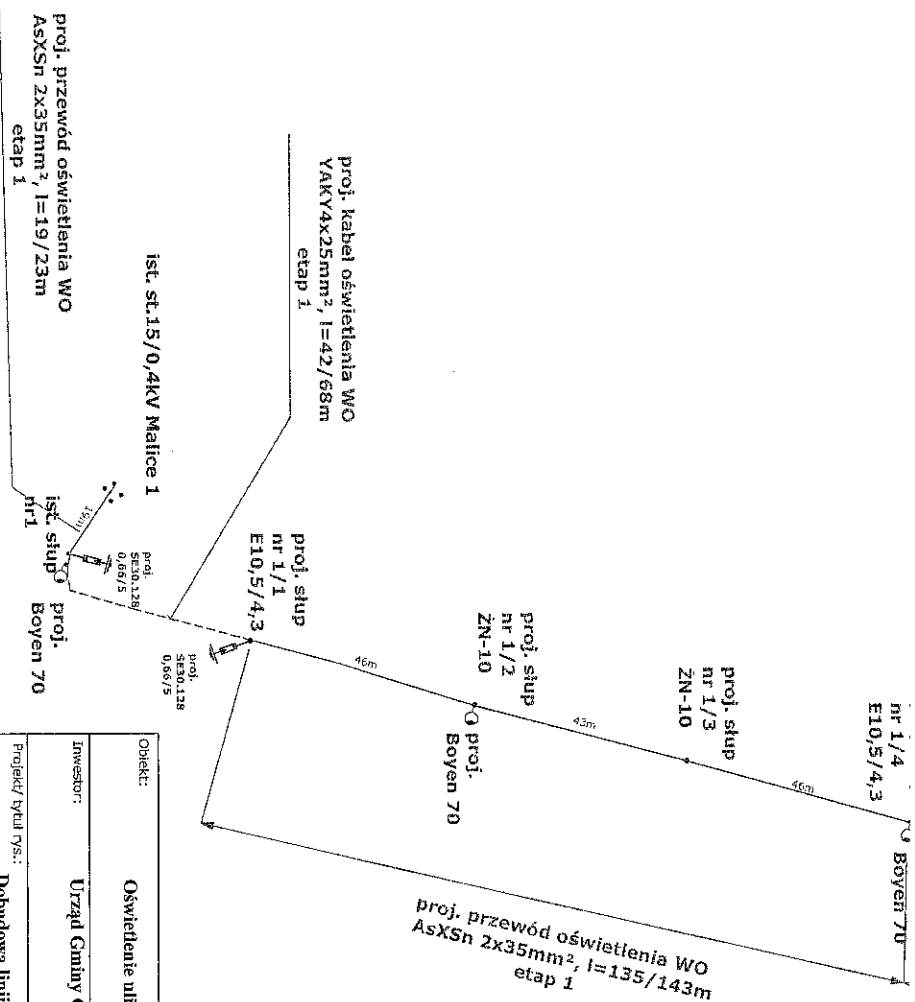 proj. przewód oświetlenia WO
AsXSn 2x35mm², l=19/23m
etap 1
proj. kabel oświetlenia WO
YAKY4x25mm², l=42/68m
etap 1
ist. st.15/0,4kV Malice 1
19m
ist. słup
nr1
proj.
SE30.128
0,66/5
proj.
Boyen 70
proj. słup
nr 1/1
E10,5/4,3
proj.
SE30.128
0,66/5
46m
proj. słup
nr 1/2
ŻN-10
proj.
Boyen 70
43m
proj. słup
nr 1/3
ŻN-10
46m
nr 1/4
E10,5/4,3
Boyen 70
proj. przewód oświetlenia WO
AsXSn 2x35mm², l=135/143m
etap 1
Obiekt:
Oświetlenie uli
Inwestor:
Urząd Gminy
Projekt/ tytuł rys.:
Dobudowa linii